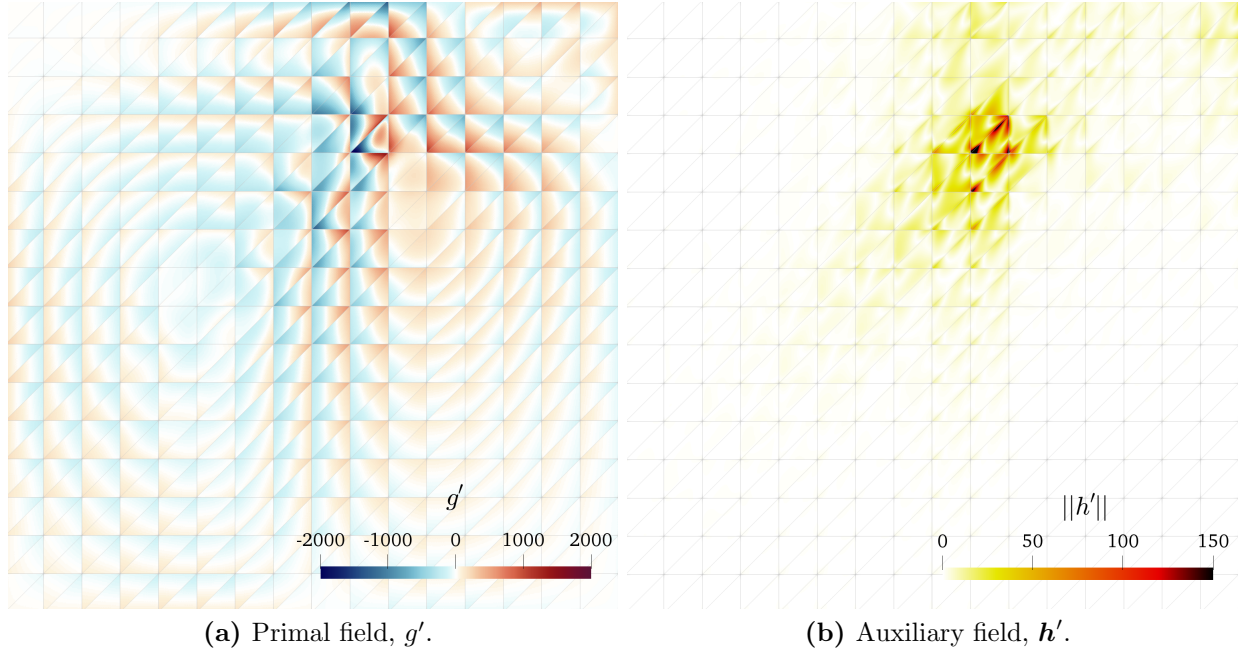 g′
-2000 -1000 0 1000 2000
||h′||
0 50 100 150
(a) Primal field, g′.
(b) Auxiliary field, h′.